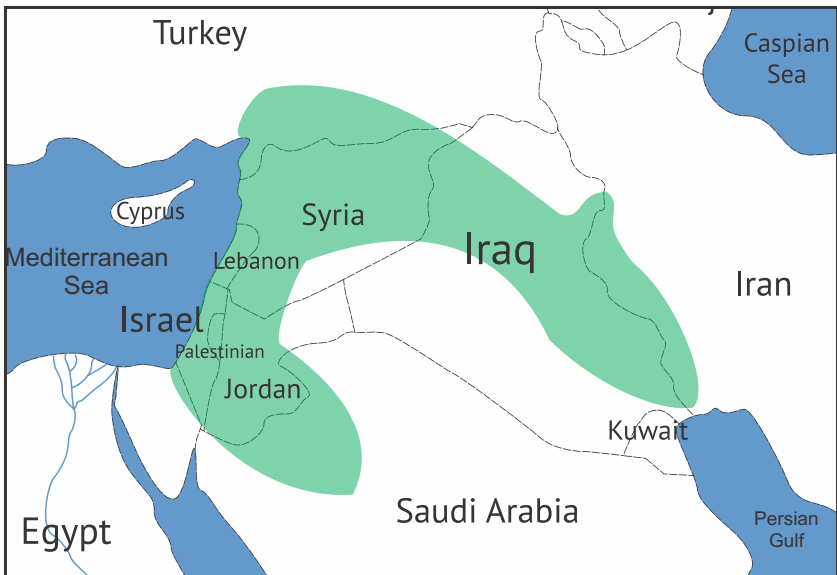 Turkey
Caspian
Sea
Cyprus
Syria
Mediterranean
Sea
Lebanon
Iraq
Iran
Israel
Palestinian
Jordan
Kuwait
Saudi Arabia
Egypt
Persian
Gulf